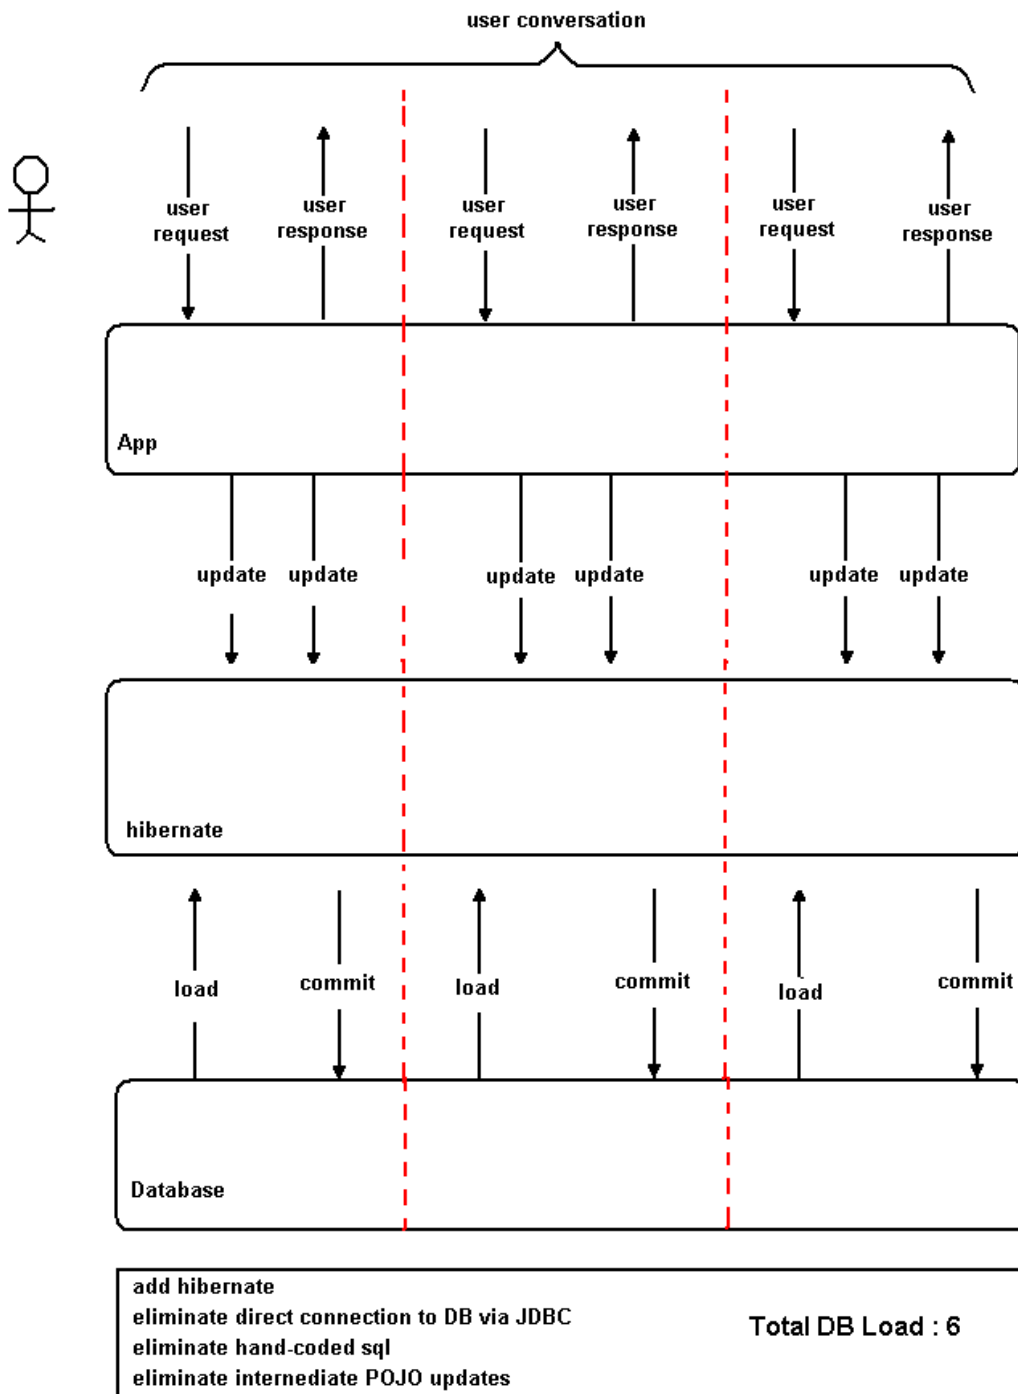 user conversation
user
request
user
response
user
request
user
response
user
request
user
response
App
update
update
update
update
update
update
hibernate
load
commit
load
commit
load
commit
Database
add hibernate
eliminate direct connection to DB via JDBC
eliminate hand-coded sql
eliminate internediate POJO updates
Total DB Load : 6